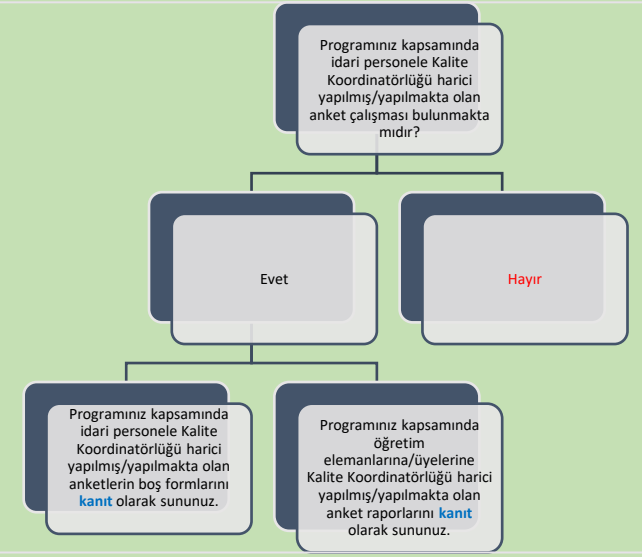 Programınız kapsamında
idari personele Kalite
Koordinatörlüğü harici
yapılmış/yapılmakta olan
anket çalışması bulunmakta
mıdır?
Evet
Hayır
Programınız kapsamında
idari personele Kalite
Koordinatörlüğü harici
yapılmış/yapılmakta olan
anketlerin boş formlarını
kanıt olarak sununuz.
Programınız kapsamında
öğretim
elemanlarına/üyelerine
Kalite Koordinatörlüğü harici
yapılmış/yapılmakta olan
anket raporlarını kanıt
olarak sununuz.